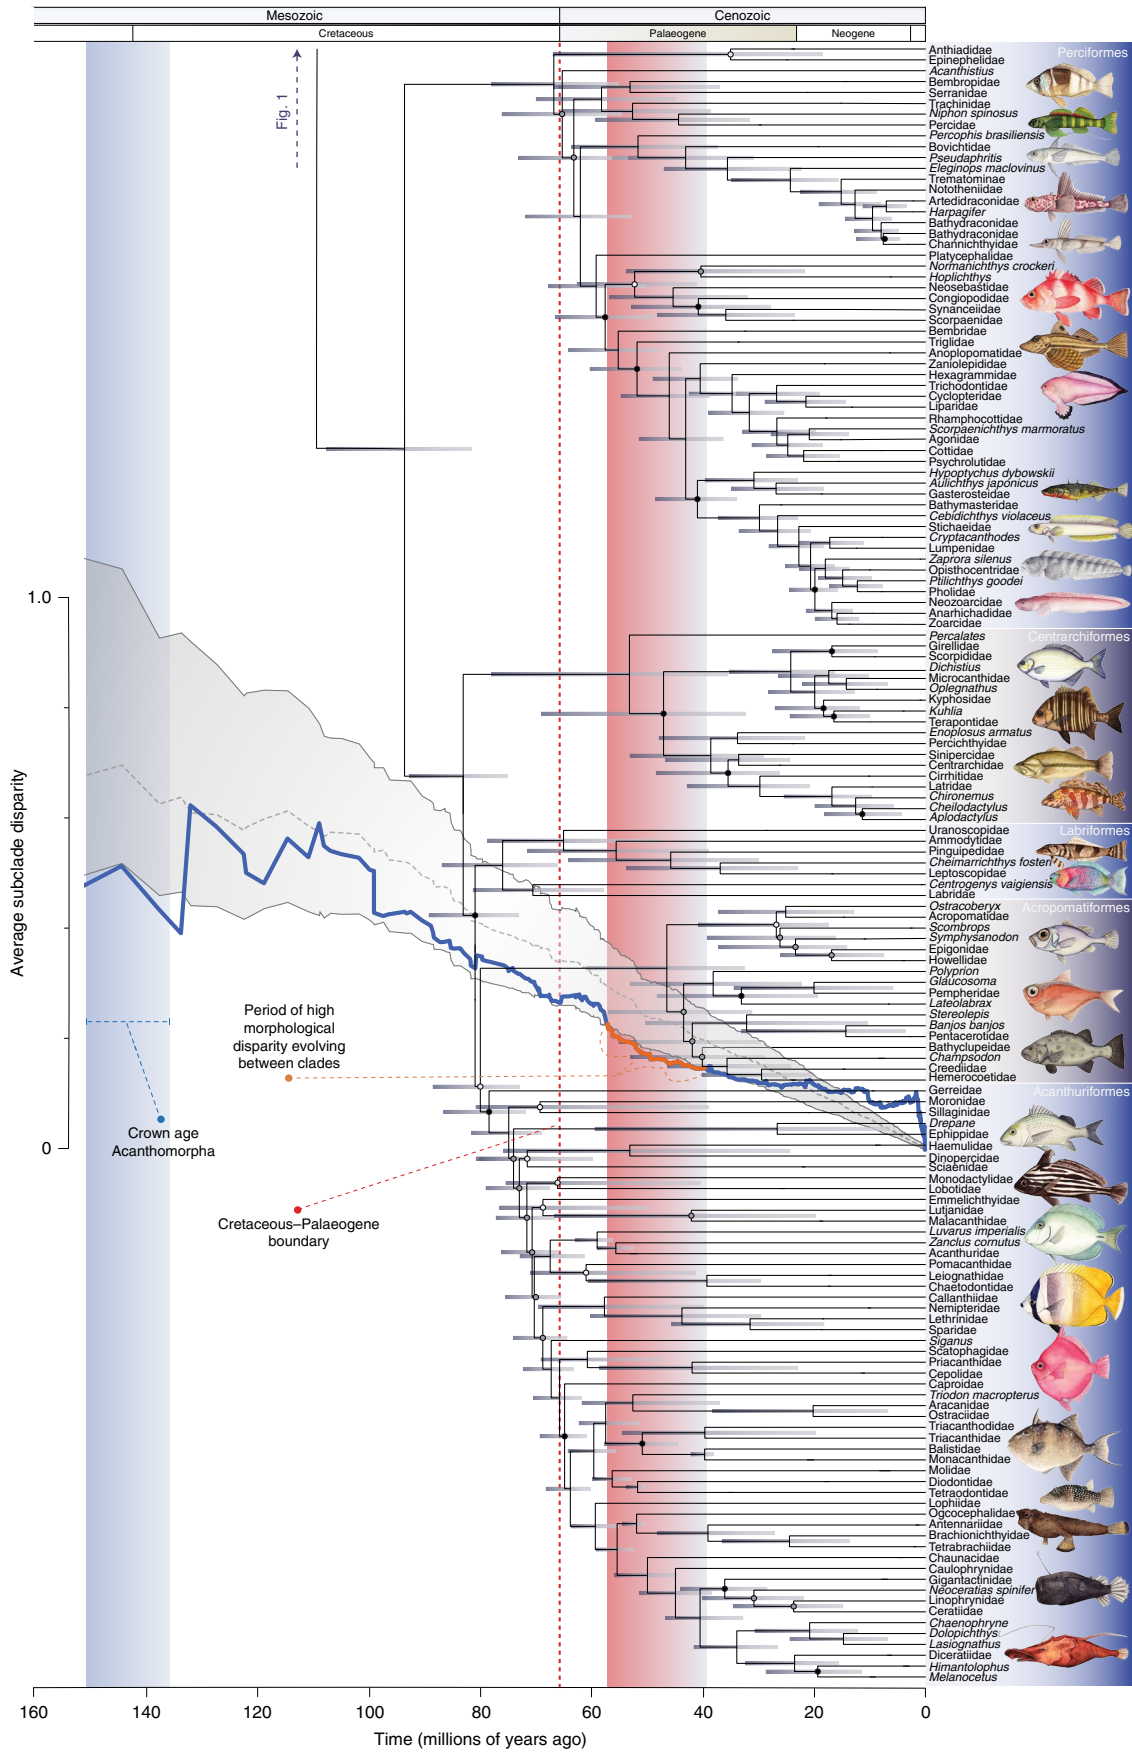 Mesozoic
Cenozoic
Cretaceous
Palaeogene
Neogene
Fig. 1
Perciformes
Anthiadidae
Epinephelidae
Acanthistius
Bembropidae
Serranidae
Trachinidae
Niphon spinosus
Percidae
Percophis brasiliensis
Bovichtidae
Pseudaphritis
Eleginops maclovinus
Trematominae
Nototheniidae
Artedidraconidae
Harpagifer
Bathydraconidae
Bathydraconidae
Channichthyidae
Platycephalidae
Normanichthys crockeri
Hoplichthys
Neosebastidae
Congiopodidae
Synanceiidae
Scorpaenidae
Bembridae
Triglidae
Anoplopomatidae
Zaniolepididae
Hexagrammidae
Trichodontidae
Cyclopteridae
Liparidae
Rhamphocottidae
Scorpaenichthys marmoratus
Agonidae
Cottidae
Psychrolutidae
Hypoptychus dybowskii
Aulichthys japonicus
Gasterosteidae
Bathymasteridae
Cebidichthys violaceus
Stichaeidae
Cryptacanthodes
Lumpenidae
Zaprora silenus
Opisthocentridae
Ptilichthys goodei
Pholidae
Neozoarcidae
Anarhichadidae
Zoarcidae
Centrarchiformes
Percalates
Girellidae
Scorpididae
Dichistius
Microcanthidae
Oplegnathus
Kyphosidae
Kuhlia
Terapontidae
Enoplosus armatus
Percichthyidae
Sinipercidae
Centrarchidae
Cirrhitidae
Latridae
Chironemus
Cheilodactylus
Aplodactylus
Labriformes
Uranoscopidae
Ammodytidae
Pinguipedidae
Cheimarrichthys fosteri
Leptoscopidae
Centrogenys vaigiensis
Labridae
Acropomatiformes
Ostracoberyx
Acropomatidae
Scombrops
Symphysanodon
Epigonidae
Howellidae
Polyprion
Glaucosoma
Pempheridae
Lateolabrax
Stereolepis
Banjos banjos
Pentacerotidae
Bathyclupeidae
Champsodon
Creediidae
Hemerocoetidae
Acanthuriformes
Gerreidae
Moronidae
Sillaginidae
Drepane
Ephippidae
Haemulidae
Dinopercidae
Sciaenidae
Monodactylidae
Lobotidae
Emmelichthyidae
Lutjanidae
Malacanthidae
Luvarus imperialis
Zanclus cornutus
Acanthuridae
Pomacanthidae
Leiognathidae
Chaetodontidae
Callanthiidae
Nemipteridae
Lethrinidae
Sparidae
Siganus
Scatophagidae
Priacanthidae
Cepolidae
Caproidae
Triodon macropterus
Aracanidae
Ostraciidae
Triacanthodidae
Triacanthidae
Balistidae
Monacanthidae
Molidae
Diodontidae
Tetraodontidae
Lophiidae
Ogcocephalidae
Antennariidae
Brachionichthyidae
Tetrabrachiidae
Chaunacidae
Caulophrynidae
Gigantactinidae
Neoceratias spinifer
Linophrynidae
Ceratiidae
Chaenophryne
Dolopichthys
Lasiognathus
Diceratiidae
Himantolophus
Melanocetus
1.0
0
Average subclade disparity
Period of high
morphological
disparity evolving
between clades
Crown age
Acanthomorpha
Cretaceous–Palaeogene
boundary
160
140
120
100
80
60
40
20
0
Time (millions of years ago)